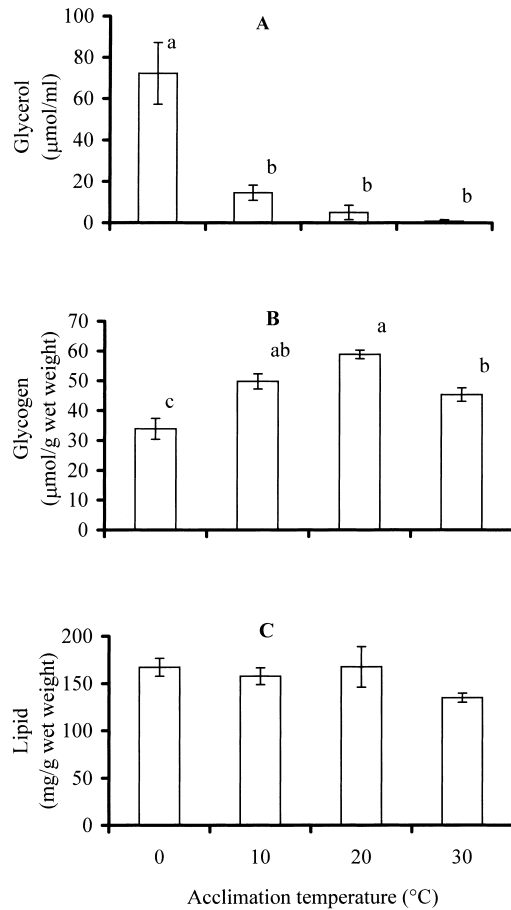 A
100
80
60
40
20
0
Glycerol
(μmol/ml)
a
b
b
b
B
70
60
50
40
30
20
10
0
Glycogen
(μmol/g wet weight)
c
ab
a
b
C
200
150
100
50
0
Lipid
(mg/g wet weight)
0 10 20 30
Acclimation temperature (°C)